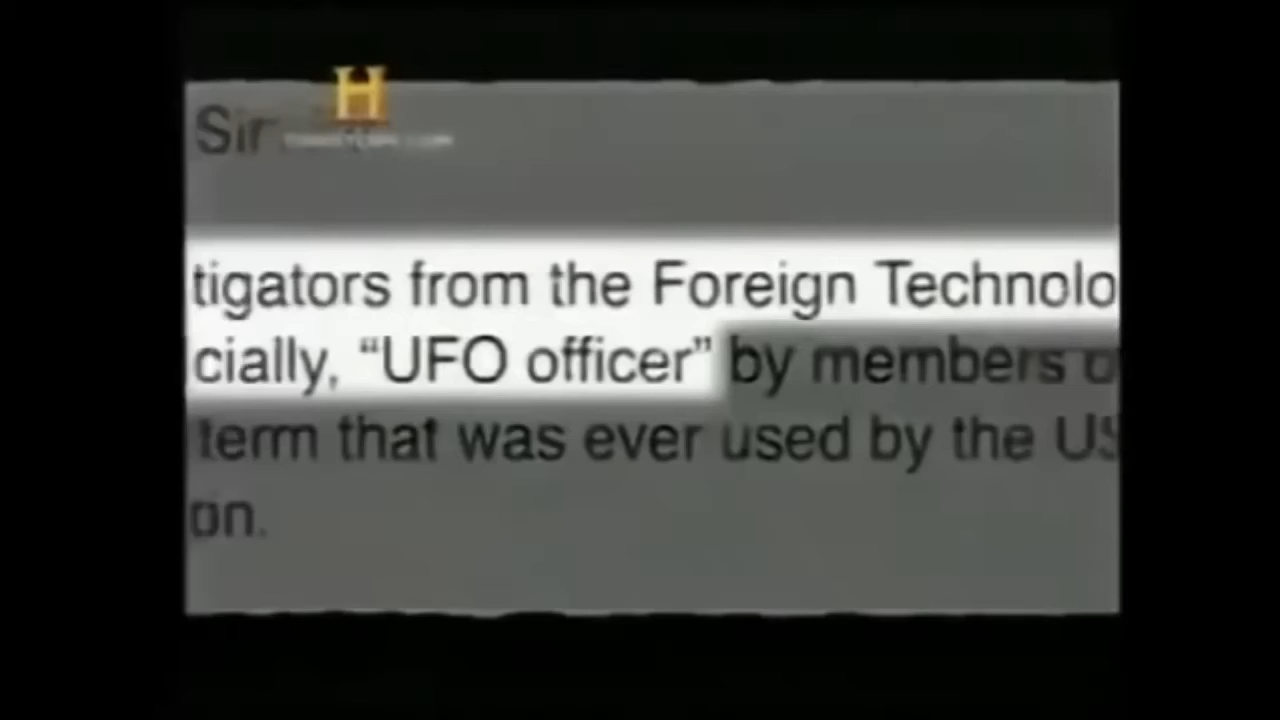 H
Sir
tigators from the Foreign Technolo
cially, “UFO officer” by members o
term that was ever used by the US
on.